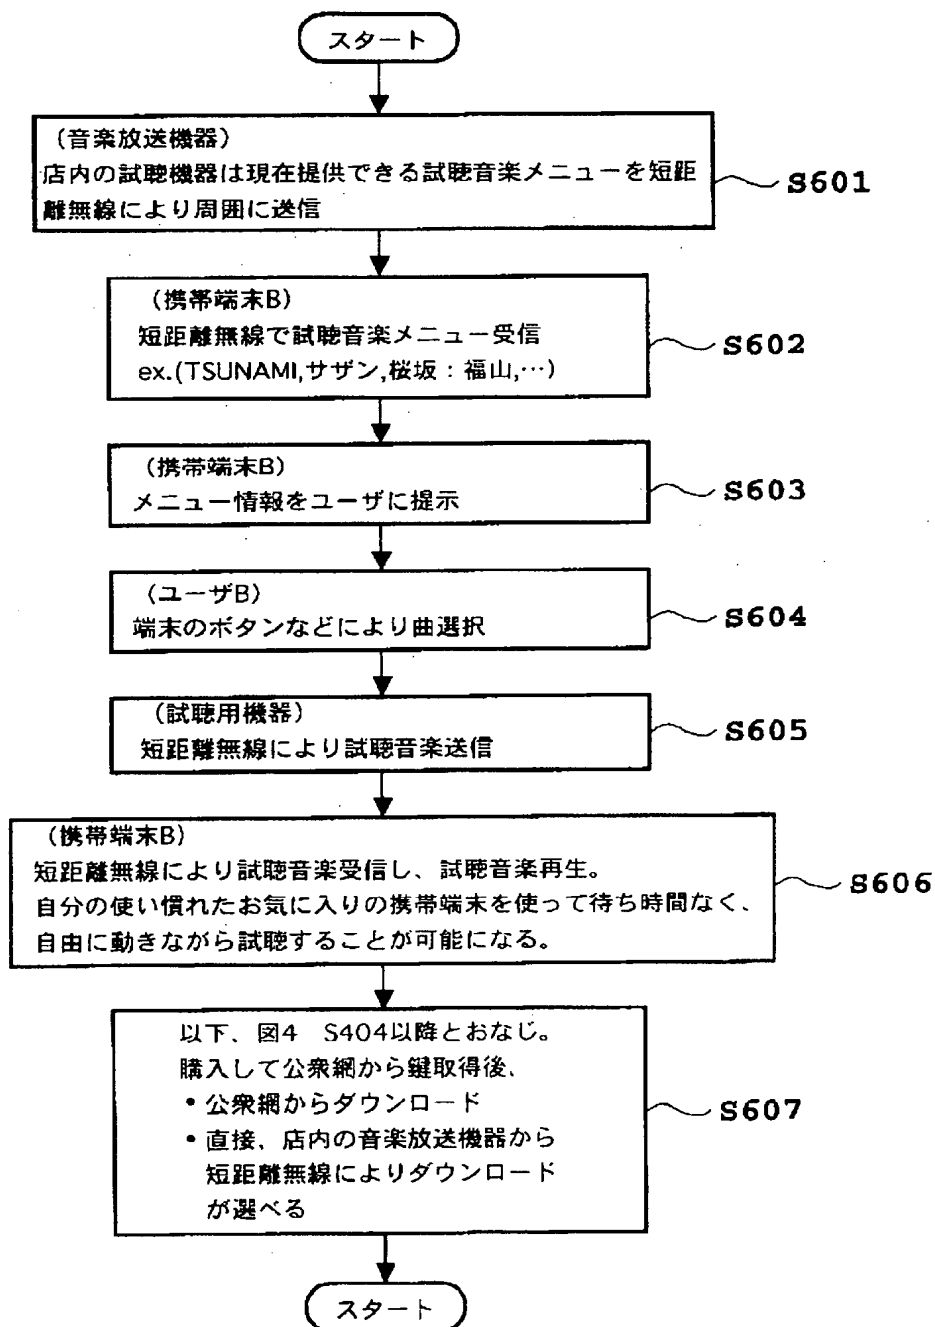 スタート
(音楽放送機器)
店内の試聴機器は現在提供できる試聴音楽メニューを短距
離無線により周囲に送信
S601
(携帯端末B)
短距離無線で試聴音楽メニュー受信
ex.(TSUNAMI,サザン,桜坂:福山,…)
S602
(携帯端末B)
メニュー情報をユーザに提示
S603
(ユーザB)
端末のボタンなどにより曲選択
S604
(試聴用機器)
短距離無線により試聴音楽送信
S605
(携帯端末B)
短距離無線により試聴音楽受信し、試聴音楽再生。
自分の使い慣れたお気に入りの携帯端末を使って待ち時間なく、
自由に動きながら試聴することが可能になる。
S606
以下、図4 S404以降とおなじ。
購入して公衆網から鍵取得後、
• 公衆網からダウンロード
• 直接、店内の音楽放送機器から
短距離無線によりダウンロード
が選べる
S607
スタート